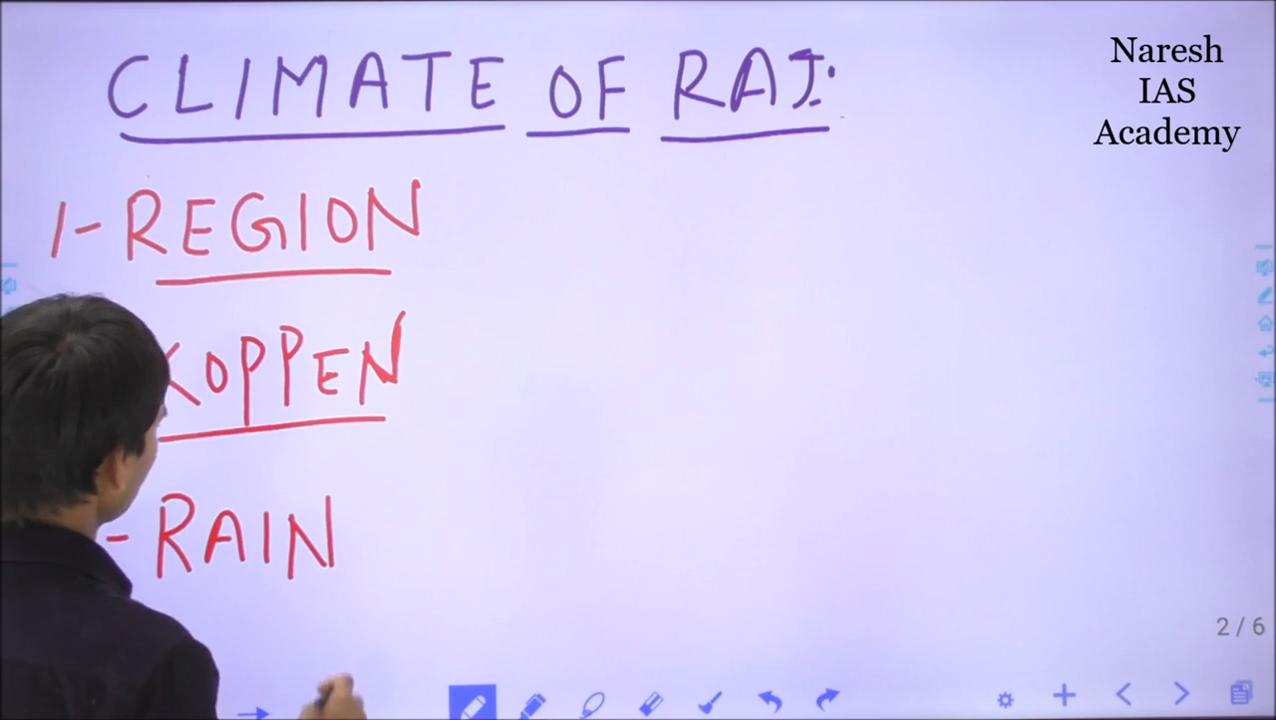 CLIMATE OF RAJ.
Naresh
IAS
Academy
1-REGION
KOPPEN
-RAIN
2/6